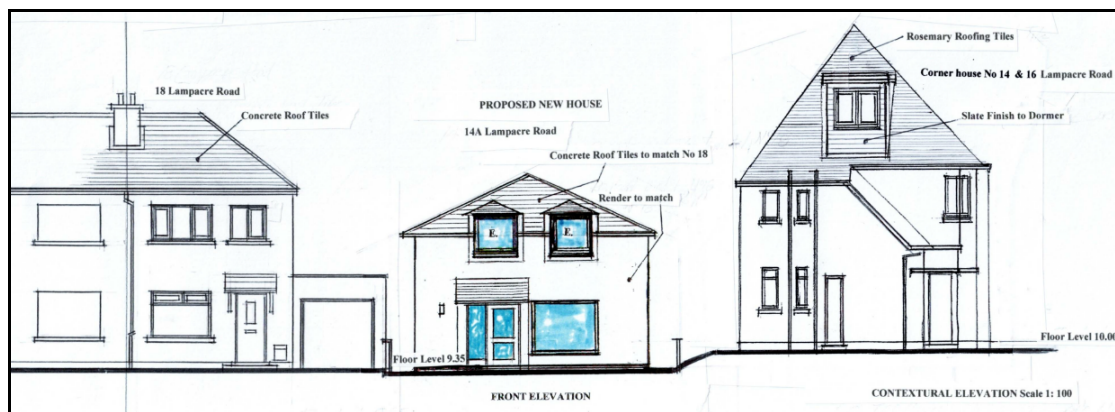 18 Lampacre Road
Concrete Roof Tiles
PROPOSED NEW HOUSE
14A Lampacre Road
Concrete Roof Tiles to match No 18
Render to match
E.
E.
Floor Level 9.35
FRONT ELEVATION
Rosemary Roofing Tiles
Corner house No 14 & 16 Lampacre Road
Slate Finish to Dormer
Floor Level 10.00
CONTEXTURAL ELEVATION Scale 1: 100